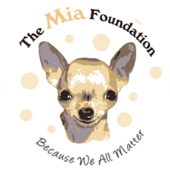 The Mia Foundation
Because We All Matter